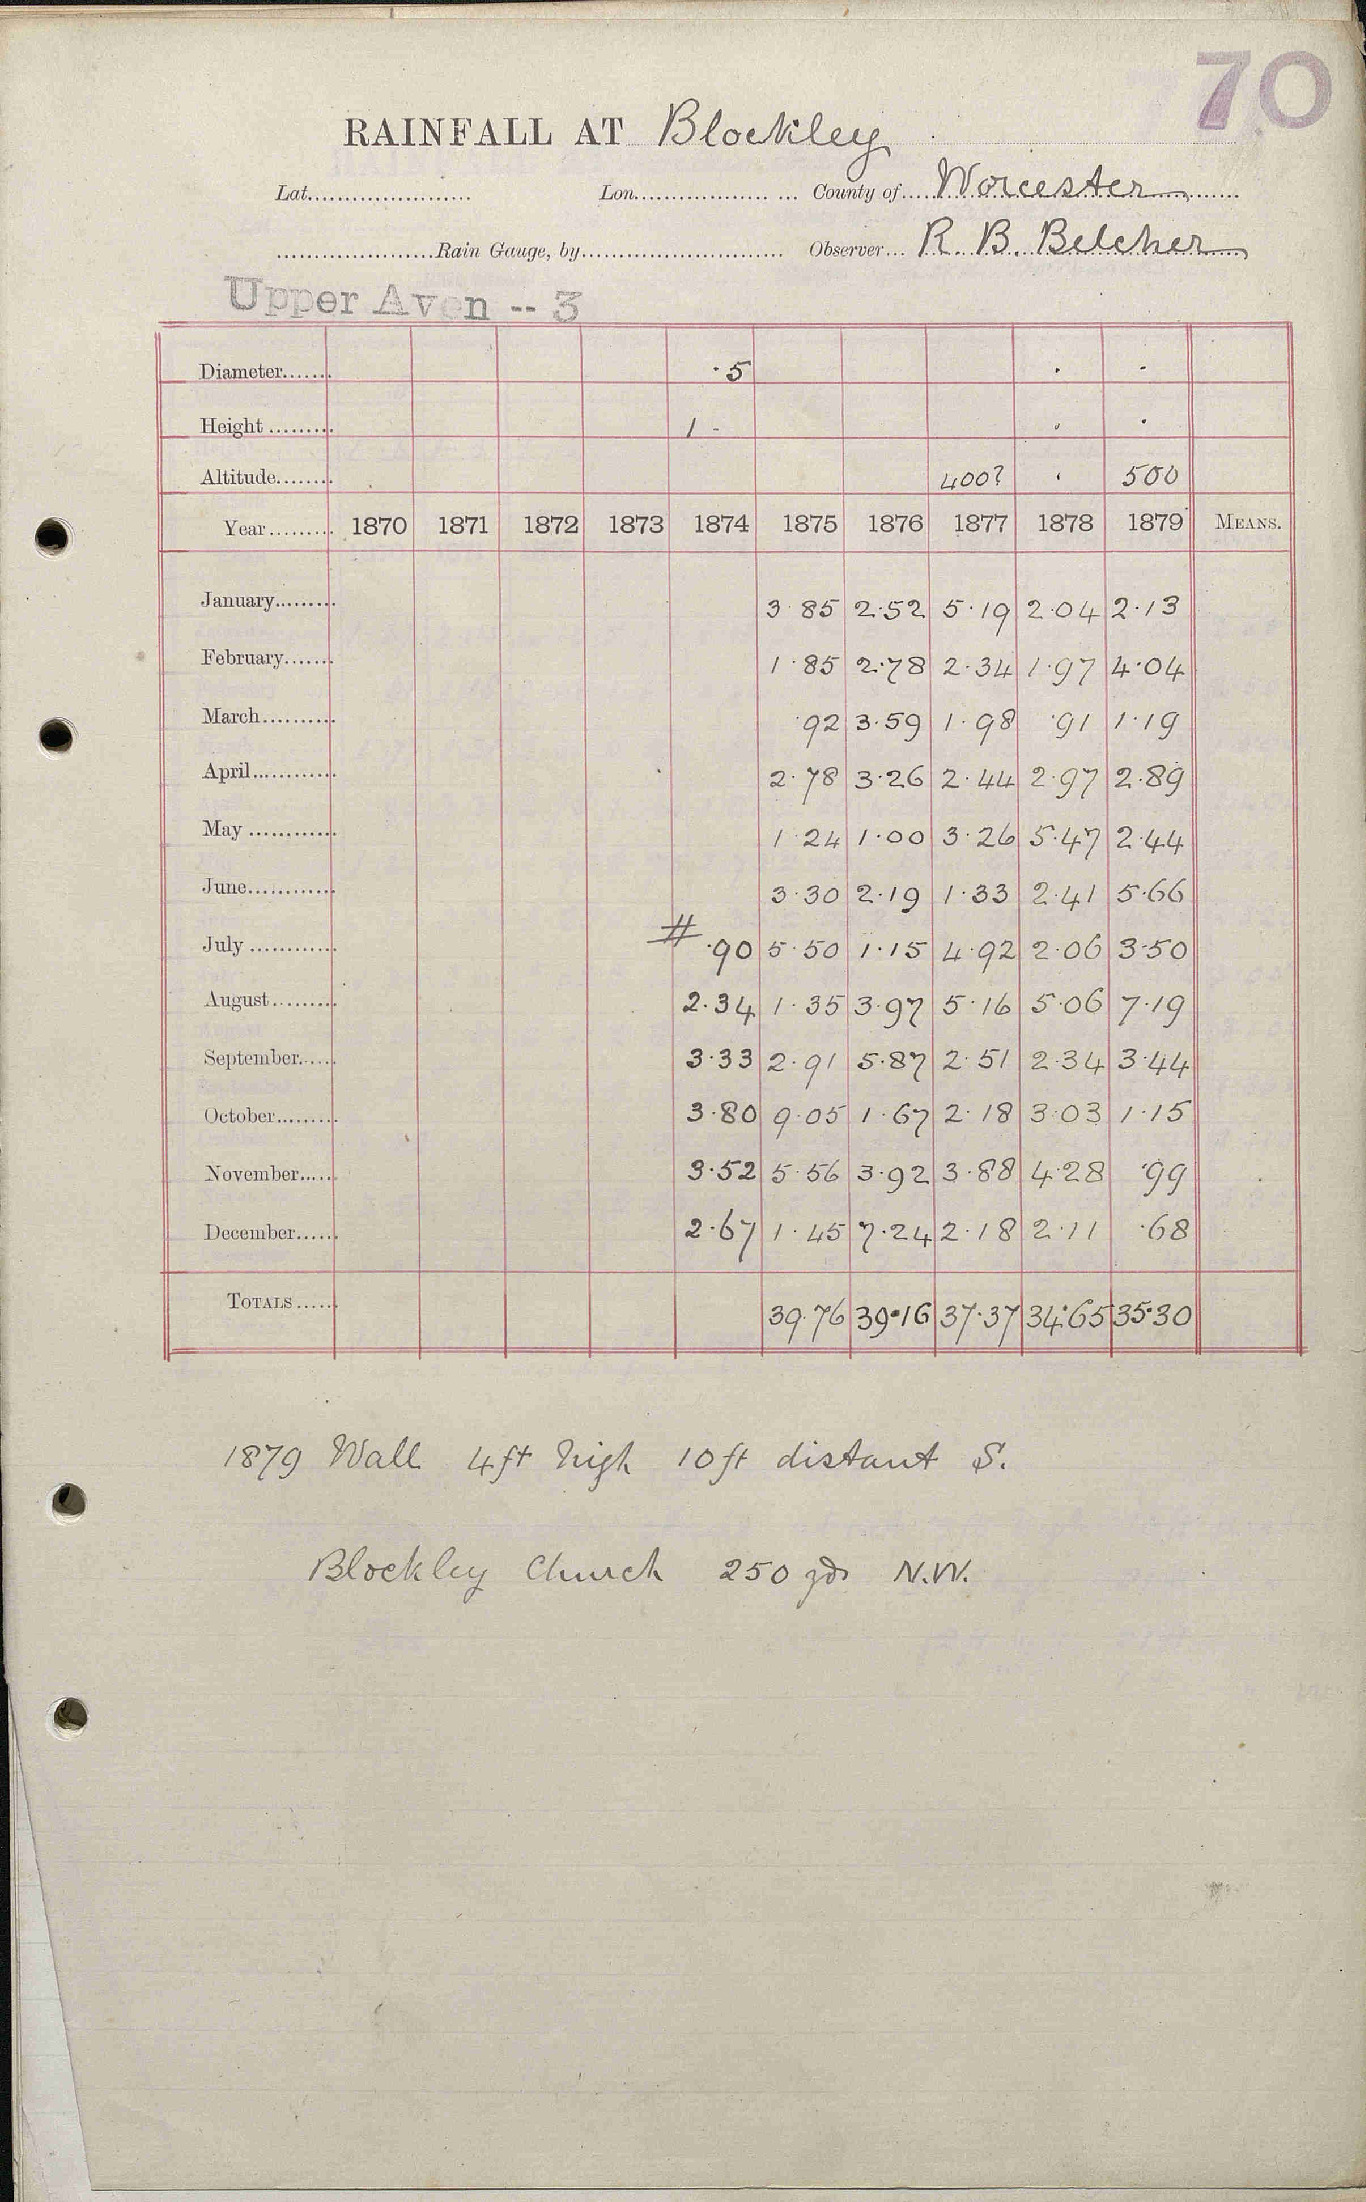 70
RAINFALL AT Blockley
Lat. Lon. County of Worcester
Rain Gauge, by Observer R. B. Belcher
Upper Aven -- 3
Diameter ·5 · ·
Height 1 - · ·
Altitude 400? · 500
Year 1870 1871 1872 1873 1874 1875 1876 1877 1878 1879 MEANS.
January 3·85 2·52 5·19 2·04 2·13
February 1·85 2·78 2·34 1·97 4·04
March ·92 3·59 1·98 ·91 1·19
April 2·78 3·26 2·44 2·97 2·89
May 1·24 1·00 3·26 5·47 2·44
June 3·30 2·19 1·33 2·41 5·66
July # ·90 5·50 1·15 4·92 2·06 3·50
August 2·34 1·35 3·97 5·16 5·06 7·19
September 3·33 2·91 5·87 2·51 2·34 3·44
October 3·80 9·05 1·67 2·18 3·03 1·15
November 3·52 5·56 3·92 3·88 4·28 ·99
December 2·67 1·45 7·24 2·18 2·11 ·68
TOTALS 39·76 39·16 37·37 34·65 35·30
1879 Wall 4ft high 10ft distant S.
Blockley Church 250 yds N.W.